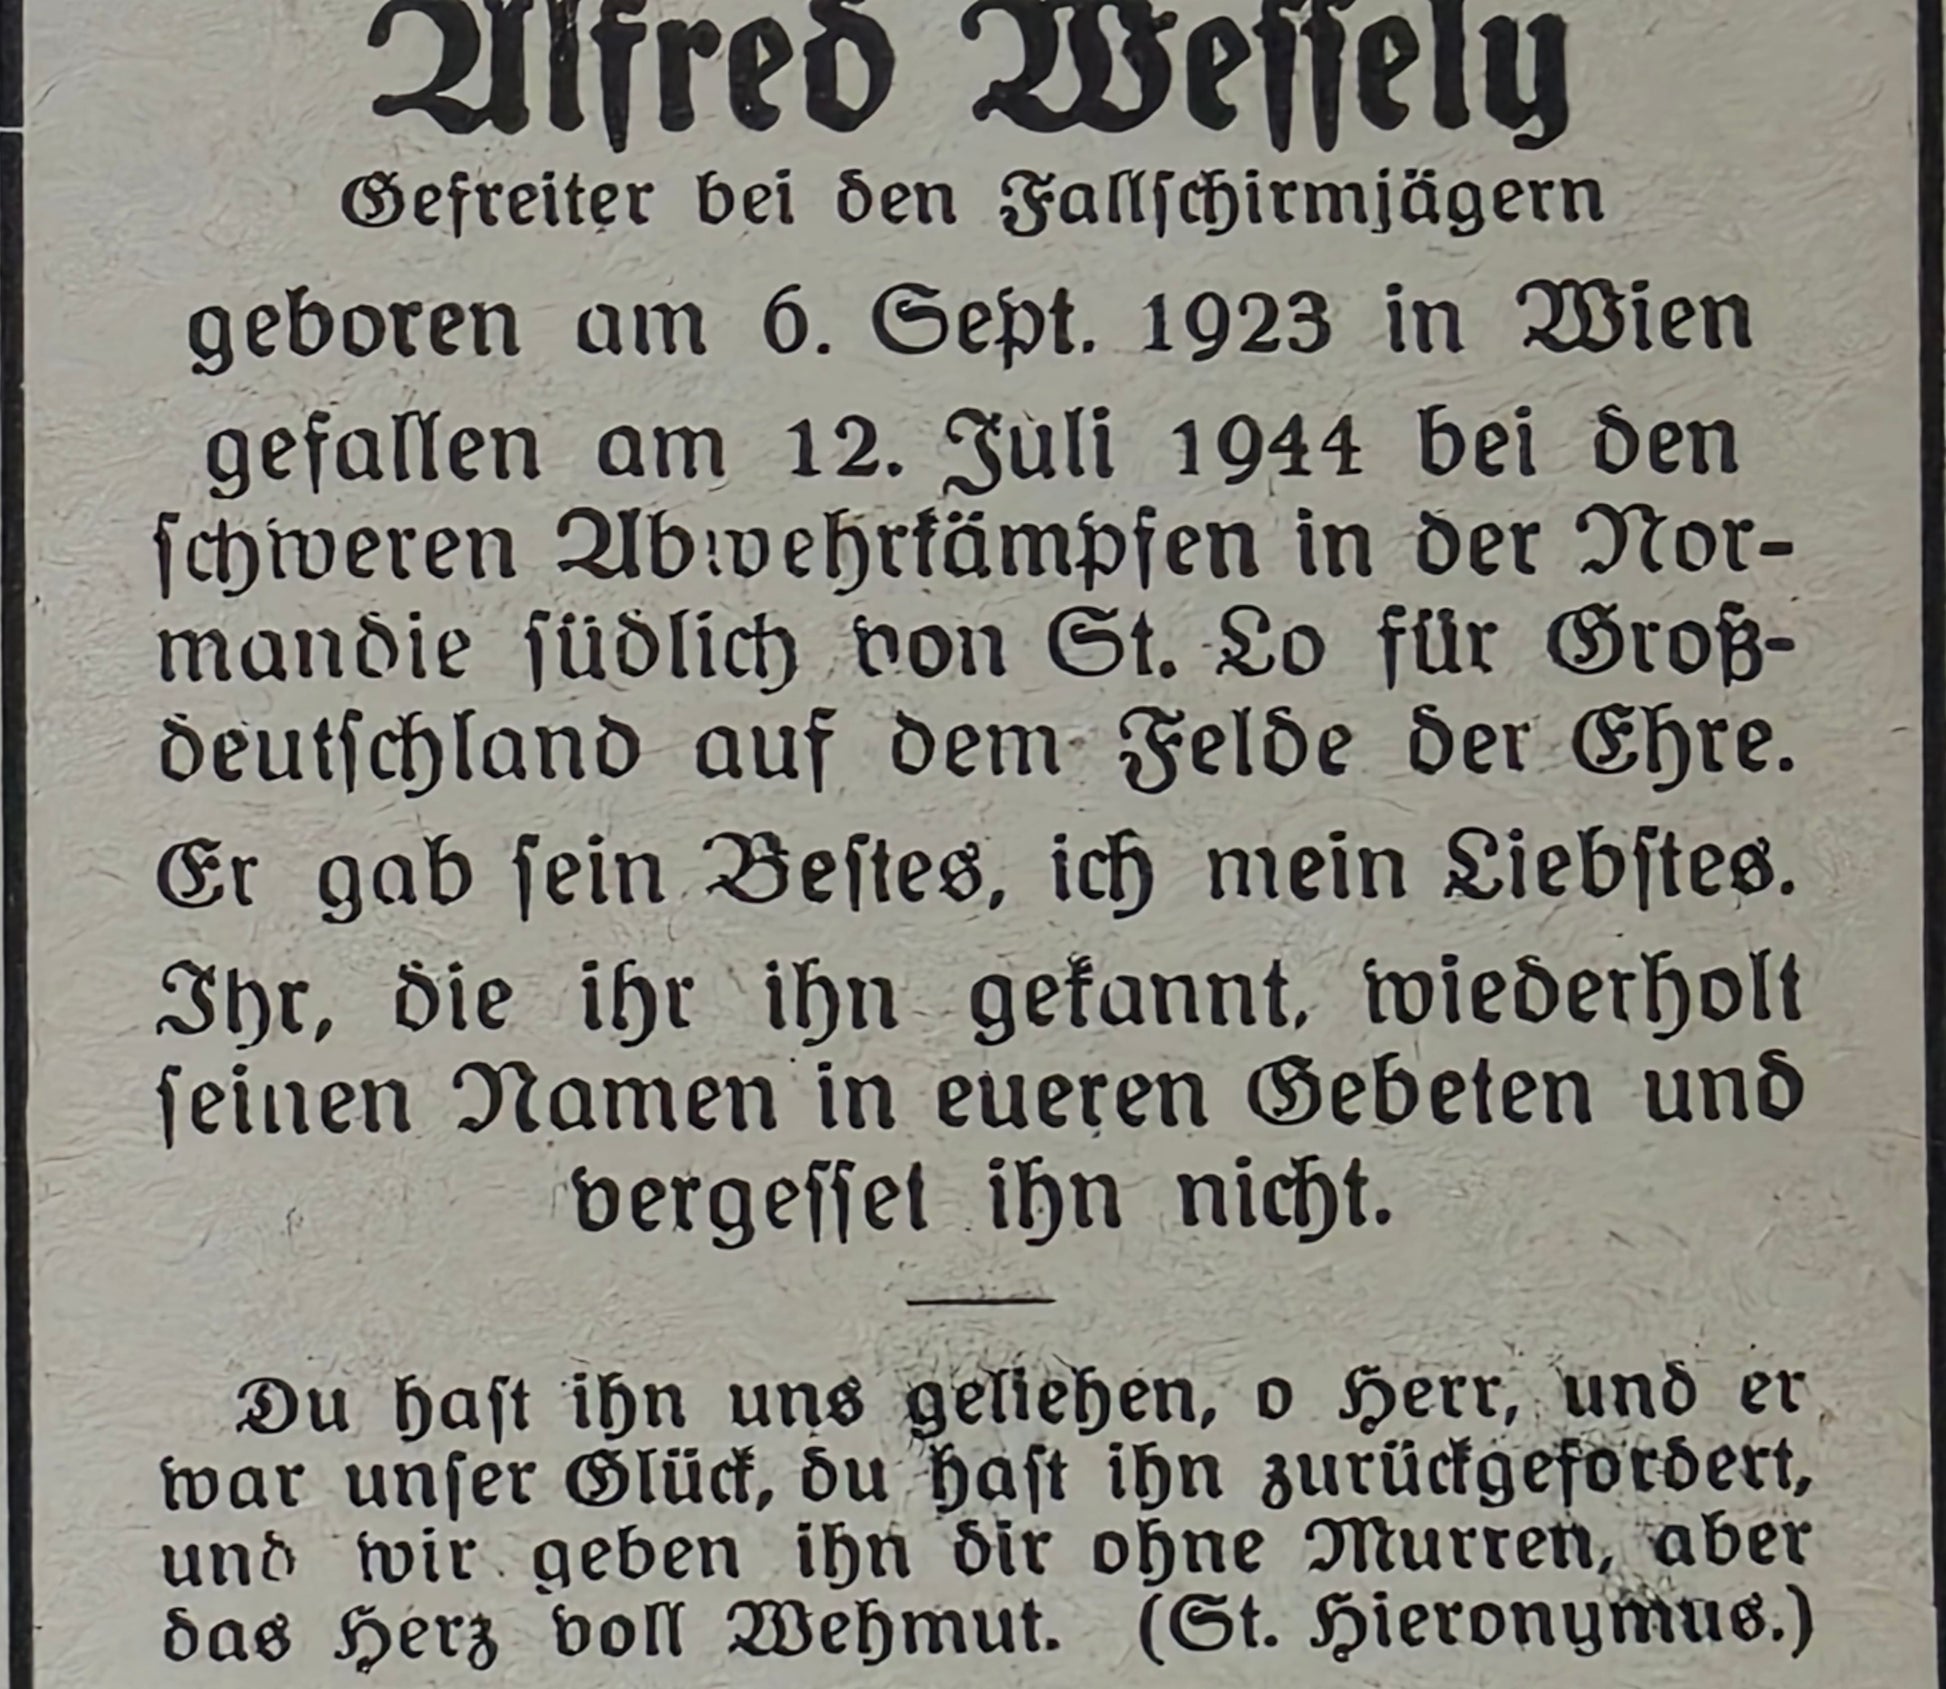 Alfred Wessely
Gefreiter bei den Fallschirmjägern
geboren am 6. Sept. 1923 in Wien
gefallen am 12. Juli 1944 bei den
schweren Abwehrkämpfen in der Nor-
mandie südlich von St. Lo für Groß-
deutschland auf dem Felde der Ehre.
Er gab sein Bestes, ich mein Liebstes.
Ihr, die ihr ihn gekannt, wiederholt
seinen Namen in eueren Gebeten und
vergesset ihn nicht.
Du hast ihn uns geliehen, o Herr, und er
war unser Glück, du hast ihn zurückgefordert,
und wir geben ihn dir ohne Murren, aber
das Herz voll Wehmut. (St. Hieronymus.)